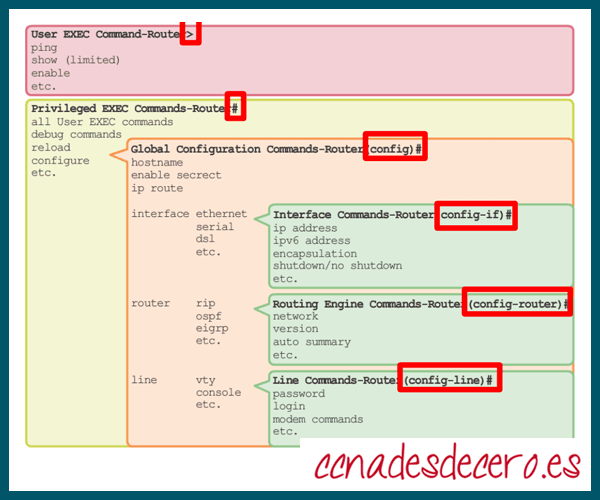 User EXEC Command-Router>
ping
show (limited)
enable
etc.
Privileged EXEC Commands-Router#
all User EXEC commands
debug commands
reload
configure
etc.
Global Configuration Commands-Router(config)#
hostname
enable secrect
ip route
interface ethernet
serial
dsl
etc.
Interface Commands-Router(config-if)#
ip address
ipv6 address
encapsulation
shutdown/no shutdown
etc.
router rip
ospf
eigrp
etc.
Routing Engine Commands-Router(config-router)#
network
version
auto summary
etc.
line vty
console
etc.
Line Commands-Router(config-line)#
password
login
modem commands
etc.
ccnadesdecero.es